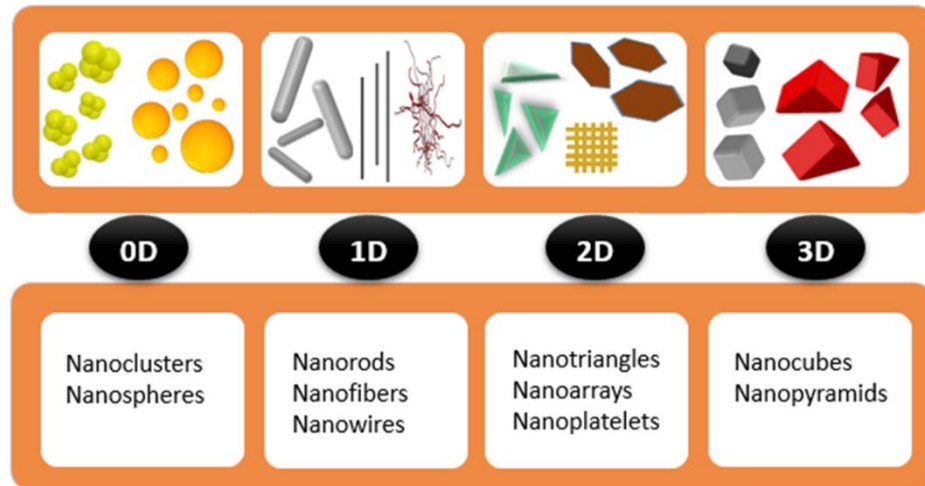 0D
1D
2D
3D
Nanoclusters
Nanospheres
Nanorods
Nanofibers
Nanowires
Nanotriangles
Nanoarrays
Nanoplatelets
Nanocubes
Nanopyramids